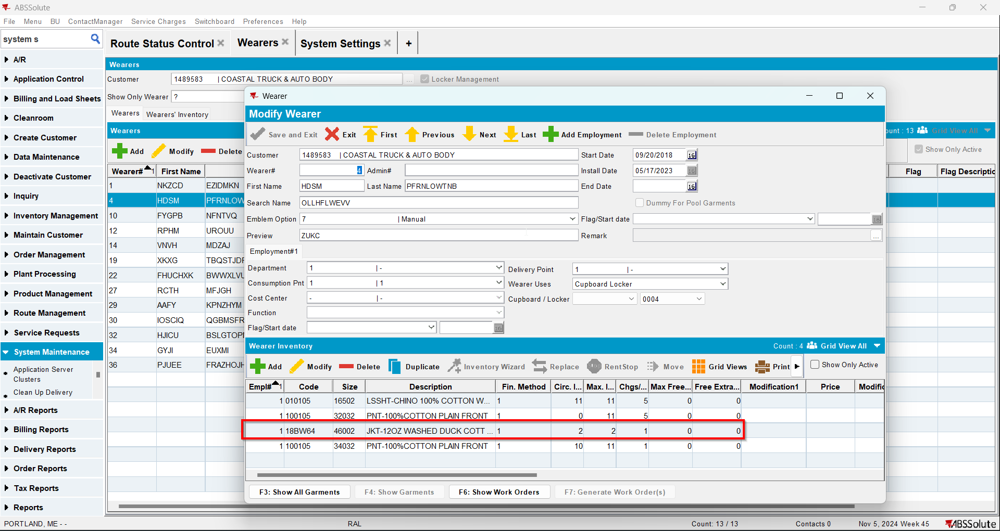 ABSSolute
File Menu BU ContactManager Service Charges Switchboard Preferences Help
system s
Route Status Control Wearers System Settings +
A/R
Application Control
Billing and Load Sheets
Cleanroom
Create Customer
Data Maintenance
Deactivate Customer
Inquiry
Inventory Management
Maintain Customer
Order Management
Plant Processing
Product Management
Route Management
Service Requests
System Maintenance
Application Server
Clusters
Clean Up Delivery
A/R Reports
Billing Reports
Delivery Reports
Order Reports
Tax Reports
Reports
Wearers
Customer 1489583 | COASTAL TRUCK & AUTO BODY ... Locker Management
Show Only Wearer ?
Wearers Wearers' Inventory
Wearers
ount : 13 Grid View All
Add Modify Delete
Show Only Active
Wearer# 1 First Name
Flag Flag Descriptio
1 NKZCD EZIDMKN
4 HDSM PFRNLOW
10 FYGPB NFNTVQ
12 RPHM UROUU
14 VNVH MDZAJ
19 XKXG TBQSTJDF
22 FHUCHXK BWWXLVU
27 RCTH MFJGH
29 AAFY KPNZHYM
30 IOSCIQ QGBMSFR
32 HJICU BSLGTOP
34 GYJI EUXMI
36 PJUEE FRAZHOJH
Wearer
Modify Wearer
Save and Exit Exit First Previous Next Last Add Employment Delete Employment
Customer 1489583 | COASTAL TRUCK & AUTO BODY Start Date 09/20/2018 16
Wearer# 4 Admin# Install Date 05/17/2023 16
First Name HDSM Last Name PFRNLOWTNB End Date 16
Search Name OLLHFLWEVV Dummy For Pool Garments
Emblem Option 7 | Manual Flag/Start date 16
Preview ZUKC Remark ...
Employment#1
Department 1 | - Delivery Point 1 | -
Consumption Pnt 1 | 1 Wearer Uses Cupboard Locker
Cost Center - | - Cupboard / Locker 0004
Function
Flag/Start date 16
Wearer Inventory Count : 4 Grid View All
Add Modify Delete Duplicate Inventory Wizard Replace RentStop Move Grid Views Print Show Only Active
Empl# 1 Code Size Description Fin. Method Circ. I... Max. I... Chgs/... Max Free... Free Extra... Modification1 Price Modific
1 010105 16502 LSSHT-CHINO 100% COTTON W... 1 11 11 5 0 0
1 100105 32032 PNT-100%COTTON PLAIN FRONT 1 0 11 5 0 0
1 18BW64 46002 JKT-12OZ WASHED DUCK COTT ... 1 2 2 1 0 0
1 100105 34032 PNT-100%COTTON PLAIN FRONT 1 10 11 1 0 0
F3: Show All Garments F4: Show Garments F6: Show Work Orders F7: Generate Work Order(s)
PORTLAND, ME - - RAL Count: 13 / 13 Contacts 0 Nov 5, 2024 Week 45 ABSSolute